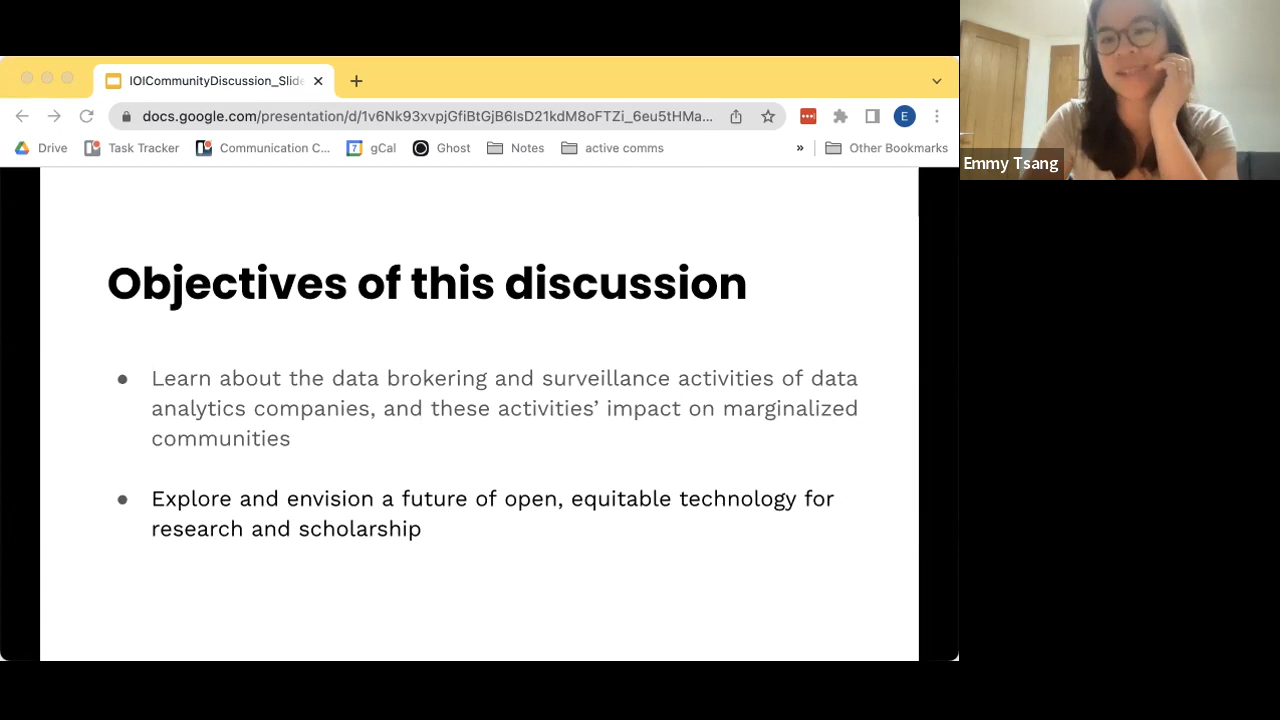 IOICommunityDiscussion_Slide
docs.google.com/presentation/d/1v6Nk93xvpjGfiBtGjB6lsD21kdM8oFTZi_6eu5tHMa...
E
Drive
Task Tracker
Communication C...
7
gCal
Ghost
Notes
active comms
»
Other Bookmarks
Emmy Tsang
Objectives of this discussion
● Learn about the data brokering and surveillance activities of data
analytics companies, and these activities’ impact on marginalized
communities
● Explore and envision a future of open, equitable technology for
research and scholarship